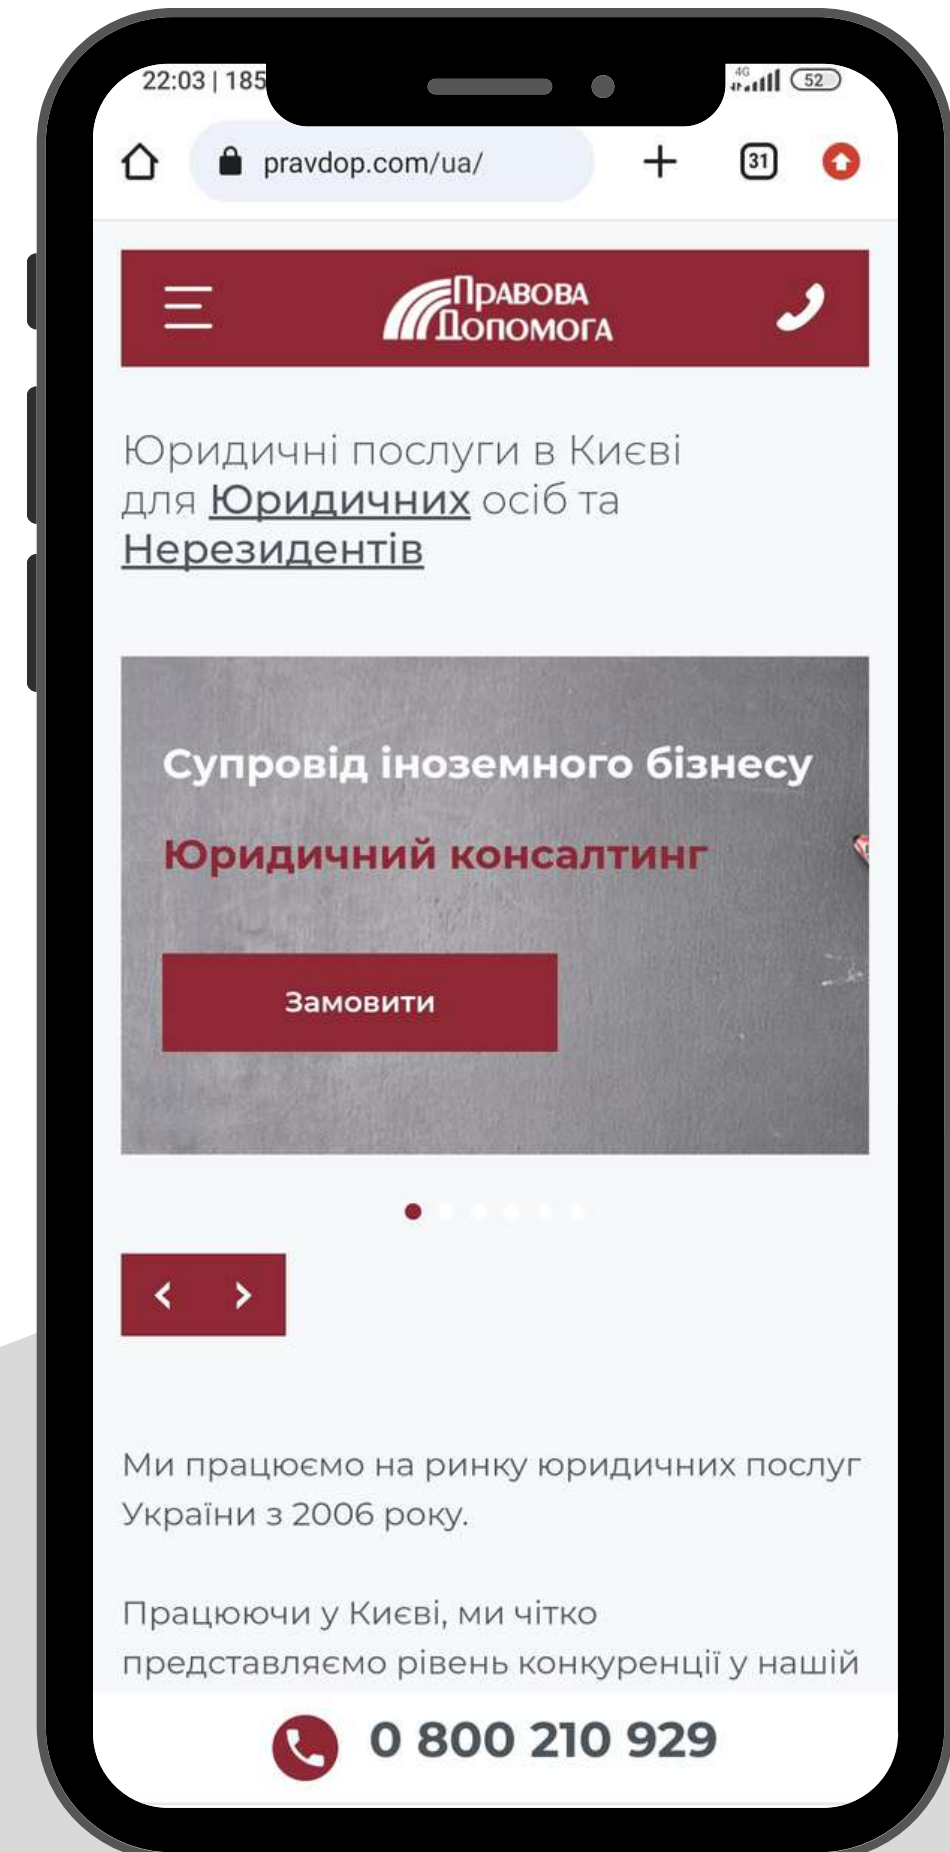 22:03 | 185
4G
52
pravdop.com/ua/
31
Правова
Допомога
Юридичні послуги в Києві
для Юридичних осіб та
Нерезидентів
Супровід іноземного бізнесу
Юридичний консалтинг
Замовити
Ми працюємо на ринку юридичних послуг
України з 2006 року.
Працюючи у Києві, ми чітко
представляємо рівень конкуренції у нашій
0 800 210 929